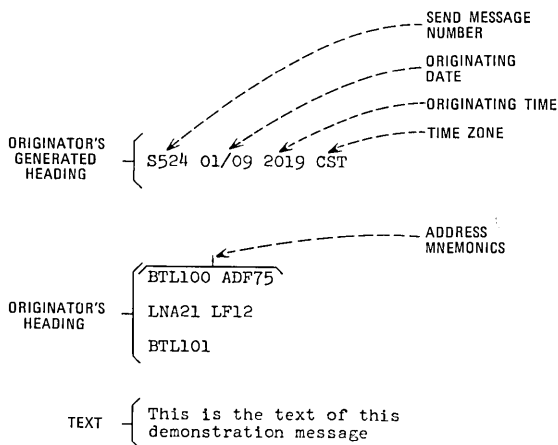 SEND MESSAGE
NUMBER
ORIGINATING
DATE
ORIGINATING TIME
TIME ZONE
ORIGINATOR'S
GENERATED
HEADING
S524 01/09 2019 CST
ADDRESS
MNEMONICS
ORIGINATOR'S
HEADING
BTL100 ADF75
LNA21 LF12
BTL101
TEXT
This is the text of this
demonstration message